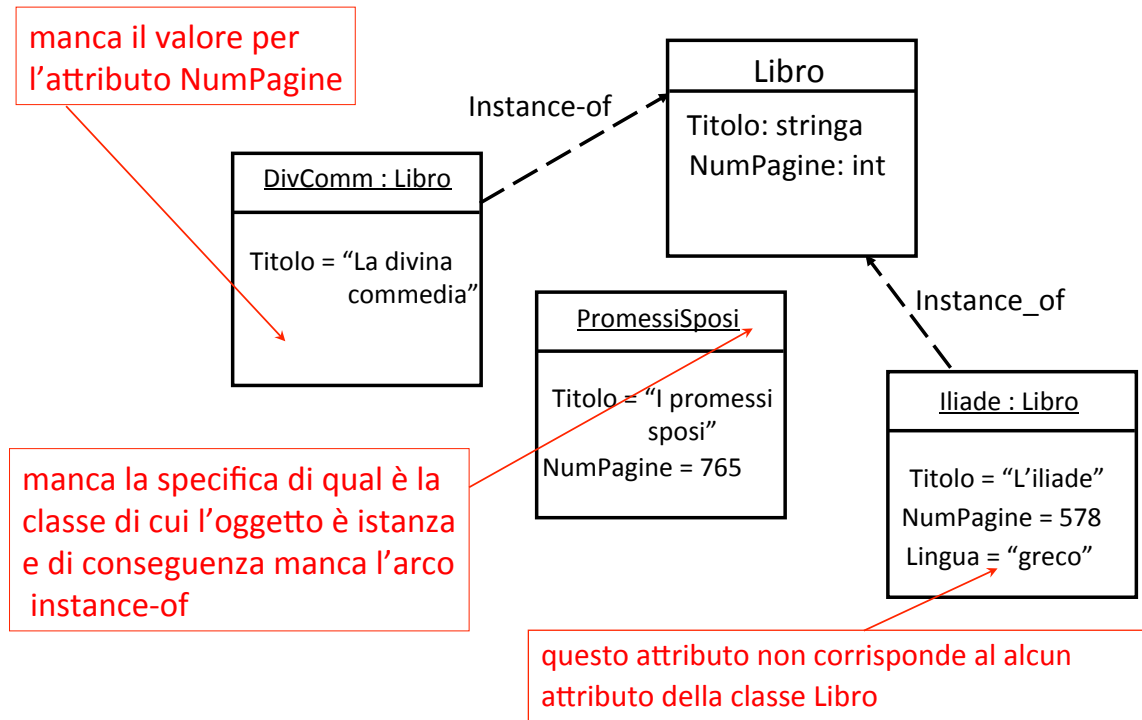 manca il valore per
l'attributo NumPagine
Instance-of
Libro
Titolo: stringa
NumPagine: int
DivComm : Libro
Titolo = “La divina
commedia”
PromessiSposi
Titolo = “I promessi
sposi”
NumPagine = 765
Instance_of
Iliade : Libro
Titolo = “L’iliade”
NumPagine = 578
Lingua = “greco”
manca la specifica di qual è la
classe di cui l’oggetto è istanza
e di conseguenza manca l’arco
instance-of
questo attributo non corrisponde al alcun
attributo della classe Libro